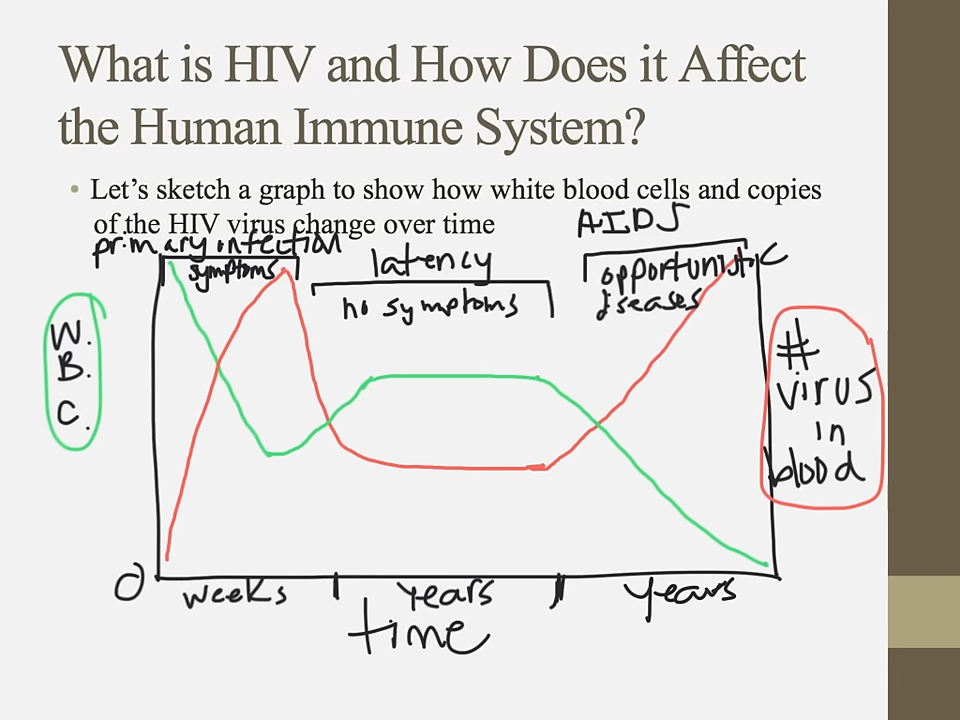 What is HIV and How Does it Affect
the Human Immune System?
• Let's sketch a graph to show how white blood cells and copies
of the HIV virus change over time
primary infection
symptoms
latency
no symptoms
AIDS
opportunistic
diseases
W.
B.
C.
#
virus
in
blood
0
weeks
years
years
time